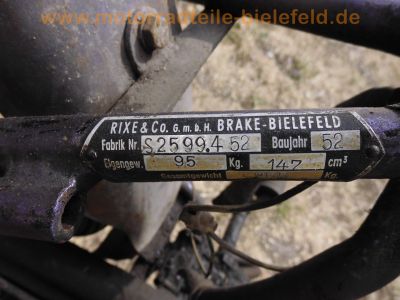 www.motorradteile-bielefeld.de
RIXE & Co. G.m.b.H. BRAKE-BIELEFELD
Fabrik Nr. S2599.4 52 Baujahr 52
Eigengew. 95 Kg. 147 cm³
Gesamtgewicht Kg.